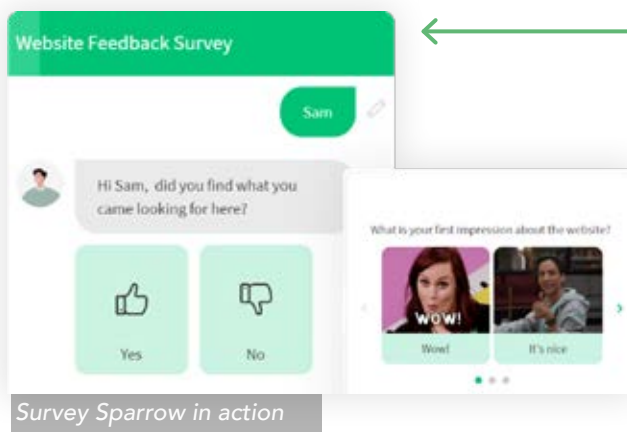 Website Feedback Survey
Sam
Hi Sam, did you find what you
came looking for here?
Yes
No
What is your first impression about the website?
WOW!
Wow!
It's nice
Survey Sparrow in action